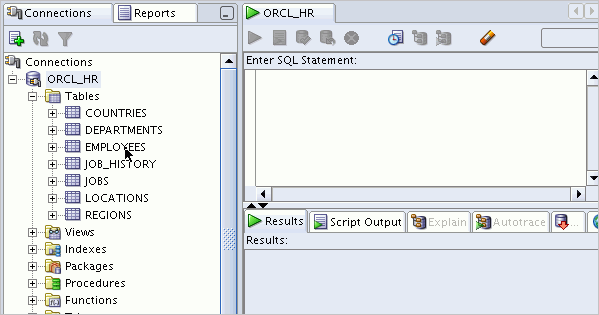 Connections
Reports
Connections
ORCL_HR
Tables
COUNTRIES
DEPARTMENTS
EMPLOYEES
JOB_HISTORY
JOBS
LOCATIONS
REGIONS
Views
Indexes
Packages
Procedures
Functions
ORCL_HR
Enter SQL Statement:
Results
Script Output
Explain
Autotrace
...
Results: